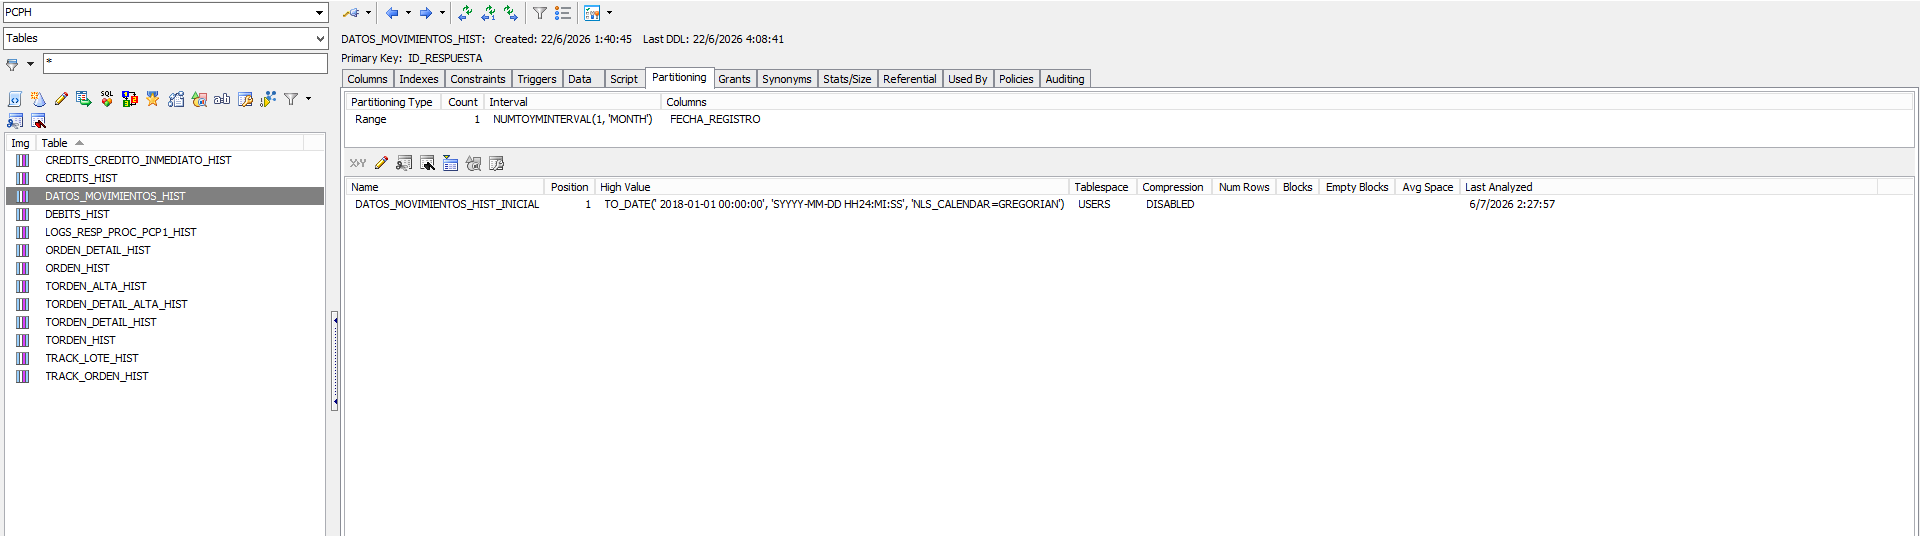 PCPH
Tables
*
Img Table
CREDITS_CREDITO_INMEDIATO_HIST
CREDITS_HIST
DATOS_MOVIMIENTOS_HIST
DEBITS_HIST
LOGS_RESP_PROC_PCP1_HIST
ORDEN_DETAIL_HIST
ORDEN_HIST
TORDEN_ALTA_HIST
TORDEN_DETAIL_ALTA_HIST
TORDEN_DETAIL_HIST
TORDEN_HIST
TRACK_LOTE_HIST
TRACK_ORDEN_HIST
DATOS_MOVIMIENTOS_HIST: Created: 22/6/2026 1:40:45 Last DDL: 22/6/2026 4:08:41
Primary Key: ID_RESPUESTA
Columns Indexes Constraints Triggers Data Script Partitioning Grants Synonyms Stats/Size Referential Used By Policies Auditing
Partitioning Type Count Interval Columns
Range 1 NUMTOYMINTERVAL(1, 'MONTH') FECHA_REGISTRO
Name Position High Value Tablespace Compression Num Rows Blocks Empty Blocks Avg Space Last Analyzed
DATOS_MOVIMIENTOS_HIST_INICIAL 1 TO_DATE(' 2018-01-01 00:00:00', 'SYYYY-MM-DD HH24:MI:SS', 'NLS_CALENDAR=GREGORIAN') USERS DISABLED 6/7/2026 2:27:57